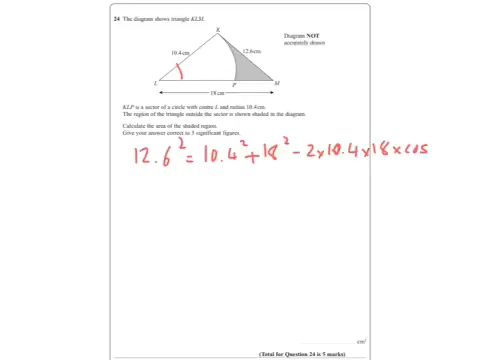 24 The diagram shows triangle KLM.
K
Diagram NOT
accurately drawn
10.4 cm
12.6 cm
L
P
M
18 cm
KLP is a sector of a circle with centre L and radius 10.4 cm.
The region of the triangle outside the sector is shown shaded in the diagram.
Calculate the area of the shaded region.
Give your answer correct to 3 significant figures.
12.6² = 10.4² + 18² - 2×10.4×18×cos
cm²
(Total for Question 24 is 5 marks)